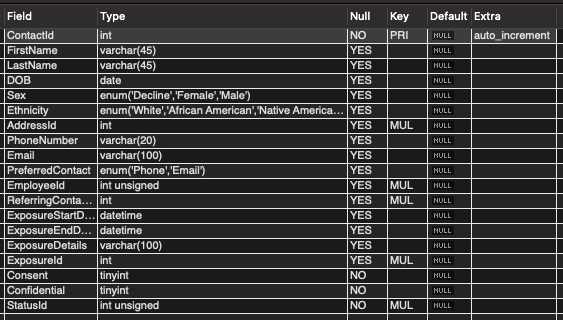 Field Type Null Key Default Extra
ContactId int NO PRI NULL auto_increment
FirstName varchar(45) YES NULL
LastName varchar(45) YES NULL
DOB date YES NULL
Sex enum('Decline','Female','Male') YES NULL
Ethnicity enum('White','African American','Native America... YES NULL
AddressId int YES MUL NULL
PhoneNumber varchar(20) YES NULL
Email varchar(100) YES NULL
PreferredContact enum('Phone','Email') YES NULL
EmployeeId int unsigned YES MUL NULL
ReferringConta... int YES MUL NULL
ExposureStartD... datetime YES NULL
ExposureEndD... datetime YES NULL
ExposureDetails varchar(100) YES NULL
ExposureId int YES MUL NULL
Consent tinyint NO NULL
Confidential tinyint NO NULL
StatusId int unsigned NO MUL NULL